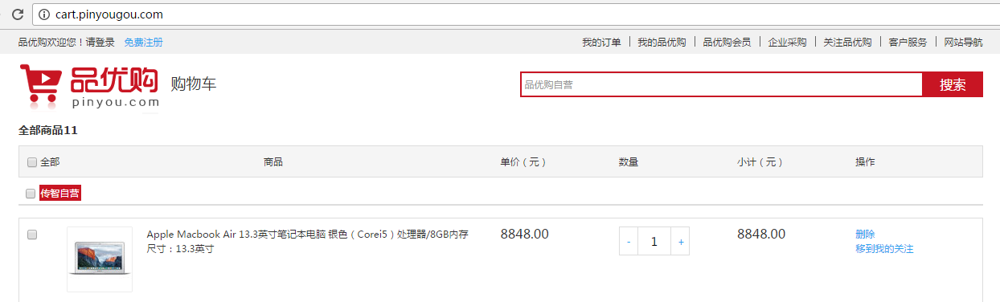 cart.pinyougou.com
品优购欢迎您！请登录 免费注册 我的订单 我的品优购 品优购会员 企业采购 关注品优购 客户服务 网站导航
品优购 购物车 品优购自营 搜索
pinyou.com
全部商品11
全部 商品 单价（元） 数量 小计（元） 操作
传智自营
Apple Macbook Air 13.3英寸笔记本电脑 银色（Corei5）处理器/8GB内存 8848.00 - 1 + 8848.00 删除
尺寸：13.3英寸 移到我的关注